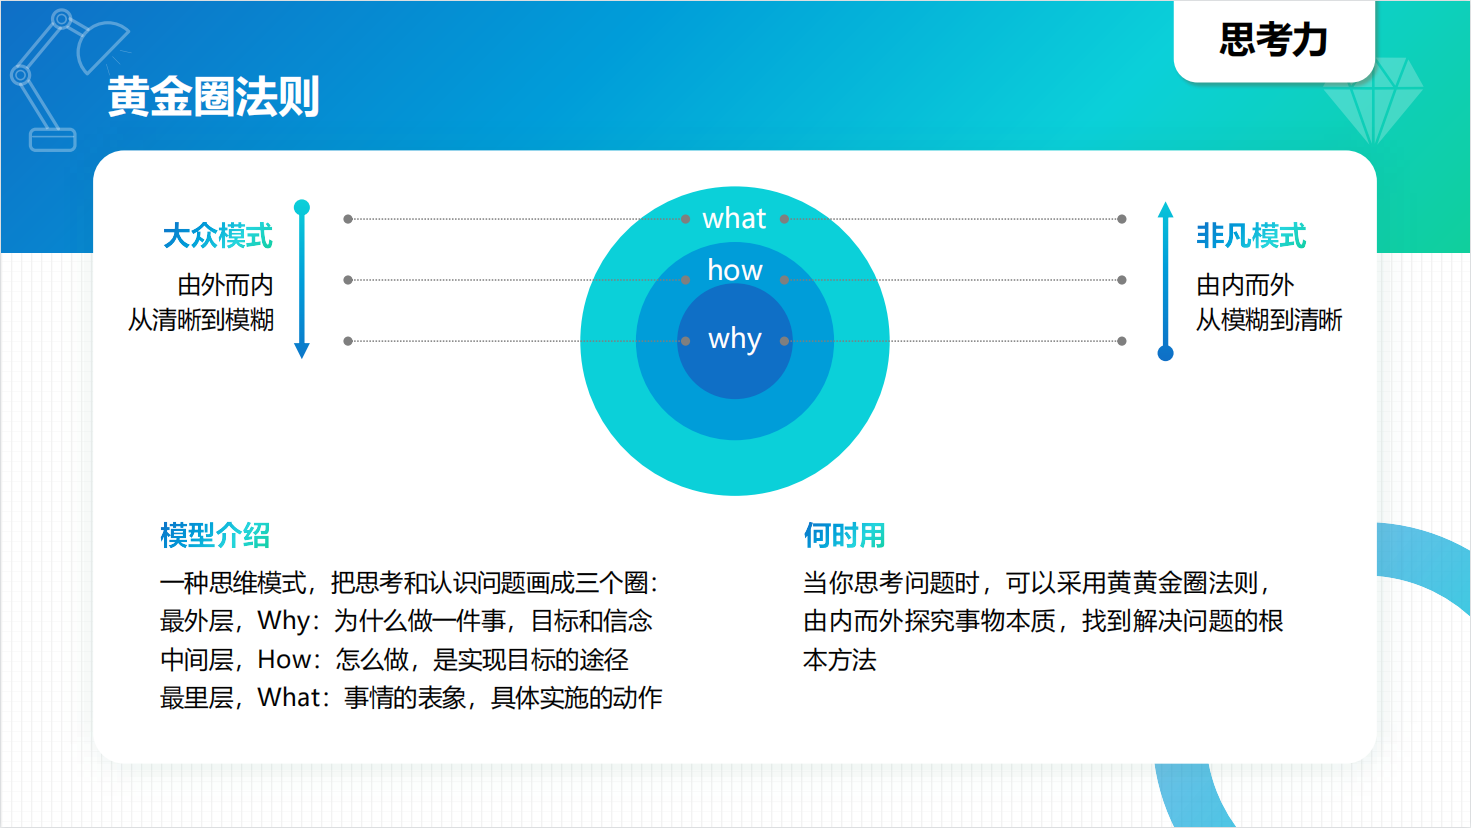 思考力
黄金圈法则
大众模式
由外而内
从清晰到模糊
what
how
why
非凡模式
由内而外
从模糊到清晰
模型介绍
一种思维模式，把思考和认识问题画成三个圈：
最外层，Why：为什么做一件事，目标和信念
中间层，How：怎么做，是实现目标的途径
最里层，What：事情的表象，具体实施的动作
何时用
当你思考问题时，可以采用黄黄金圈法则，
由内而外探究事物本质，找到解决问题的根
本方法